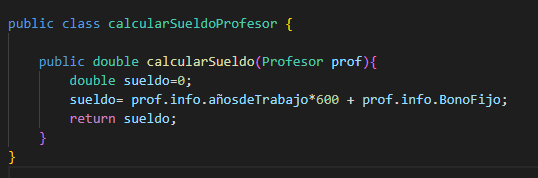 public class calcularSueldoProfesor {
public double calcularSueldo(Profesor prof){
double sueldo=0;
sueldo= prof.info.añosdeTrabajo*600 + prof.info.BonoFijo;
return sueldo;
}
}